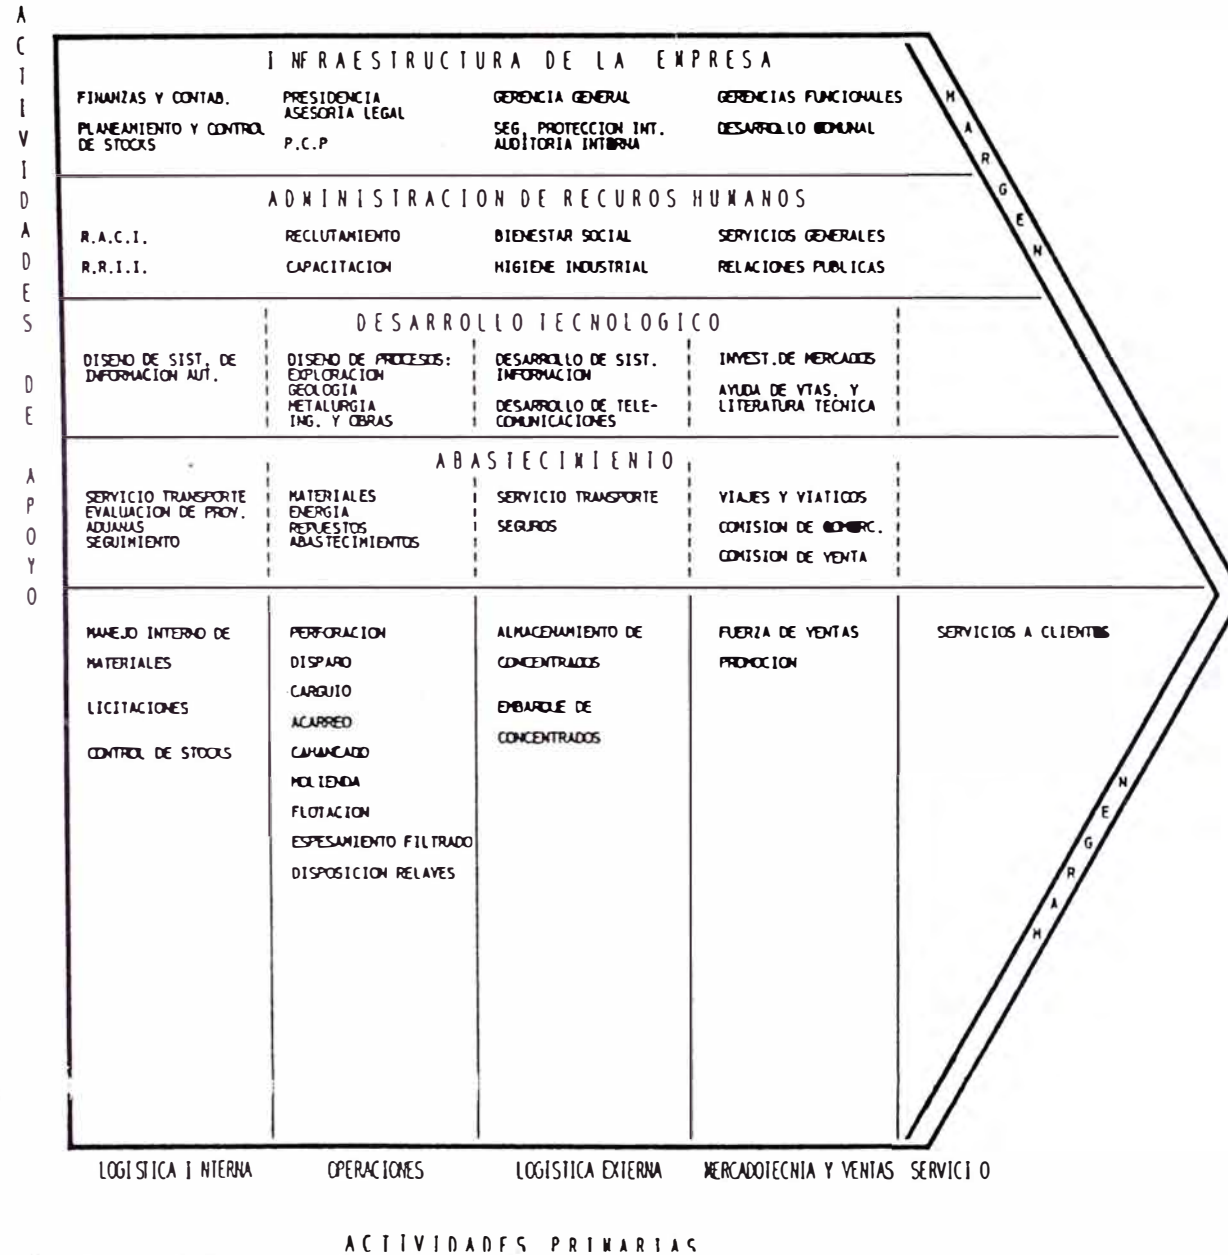 ACTIVIDADES DE APOYO
INFRAESTRUCTURA DE LA EMPRESA
FINANZAS Y CONTAB.
PLANEAMIENTO Y CONTROL
DE STOCKS
PRESIDENCIA
ASESORIA LEGAL
P.C.P
GERENCIA GENERAL
SEG. PROTECCION INT.
AUDITORIA INTERNA
GERENCIAS FUNCIONALES
DESARROLLO COMUNAL
MARGEN
ADMINISTRACION DE RECUROS HUMANOS
R.A.C.I.
R.R.I.I.
RECLUTAMIENTO
CAPACITACION
BIENESTAR SOCIAL
HIGIENE INDUSTRIAL
SERVICIOS GENERALES
RELACIONES PUBLICAS
DESARROLLO TECNOLOGICO
DISENO DE SIST. DE
INFORMACION AUT.
DISENO DE PROCESOS:
EXPLORACION
GEOLOGIA
METALURGIA
ING. Y OBRAS
DESARROLLO DE SIST.
INFORMACION
DESARROLLO DE TELE-
COMUNICACIONES
INVEST.DE MERCADOS
AYUDA DE VTAS. Y
LITERATURA TECNICA
ABASTECIMIENTO
SERVICIO TRANSPORTE
EVALUACION DE PROV.
ADUANAS
SEGUIMIENTO
MATERIALES
ENERGIA
REPUESTOS
ABASTECIMIENTOS
SERVICIO TRANSPORTE
SEGUROS
VIAJES Y VIATICOS
COMISION DE COMERC.
COMISION DE VENTA
MANEJO INTERNO DE
MATERIALES
LICITACIONES
CONTROL DE STOCKS
PERFORACION
DISPARO
CARGUIO
ACARREO
CHANCADO
MOLIENDA
FLOTACION
ESPESAMIENTO FILTRADO
DISPOSICION RELAVES
ALMACENAMIENTO DE
CONCENTRADOS
EMBARQUE DE
CONCENTRADOS
FUERZA DE VENTAS
PROMOCION
SERVICIOS A CLIENTES
MARGEN
LOGISTICA INTERNA
OPERACIONES
LOGISTICA EXTERNA
MERCADOTECNIA Y VENTAS
SERVICIO
ACTIVIDADES PRIMARIAS